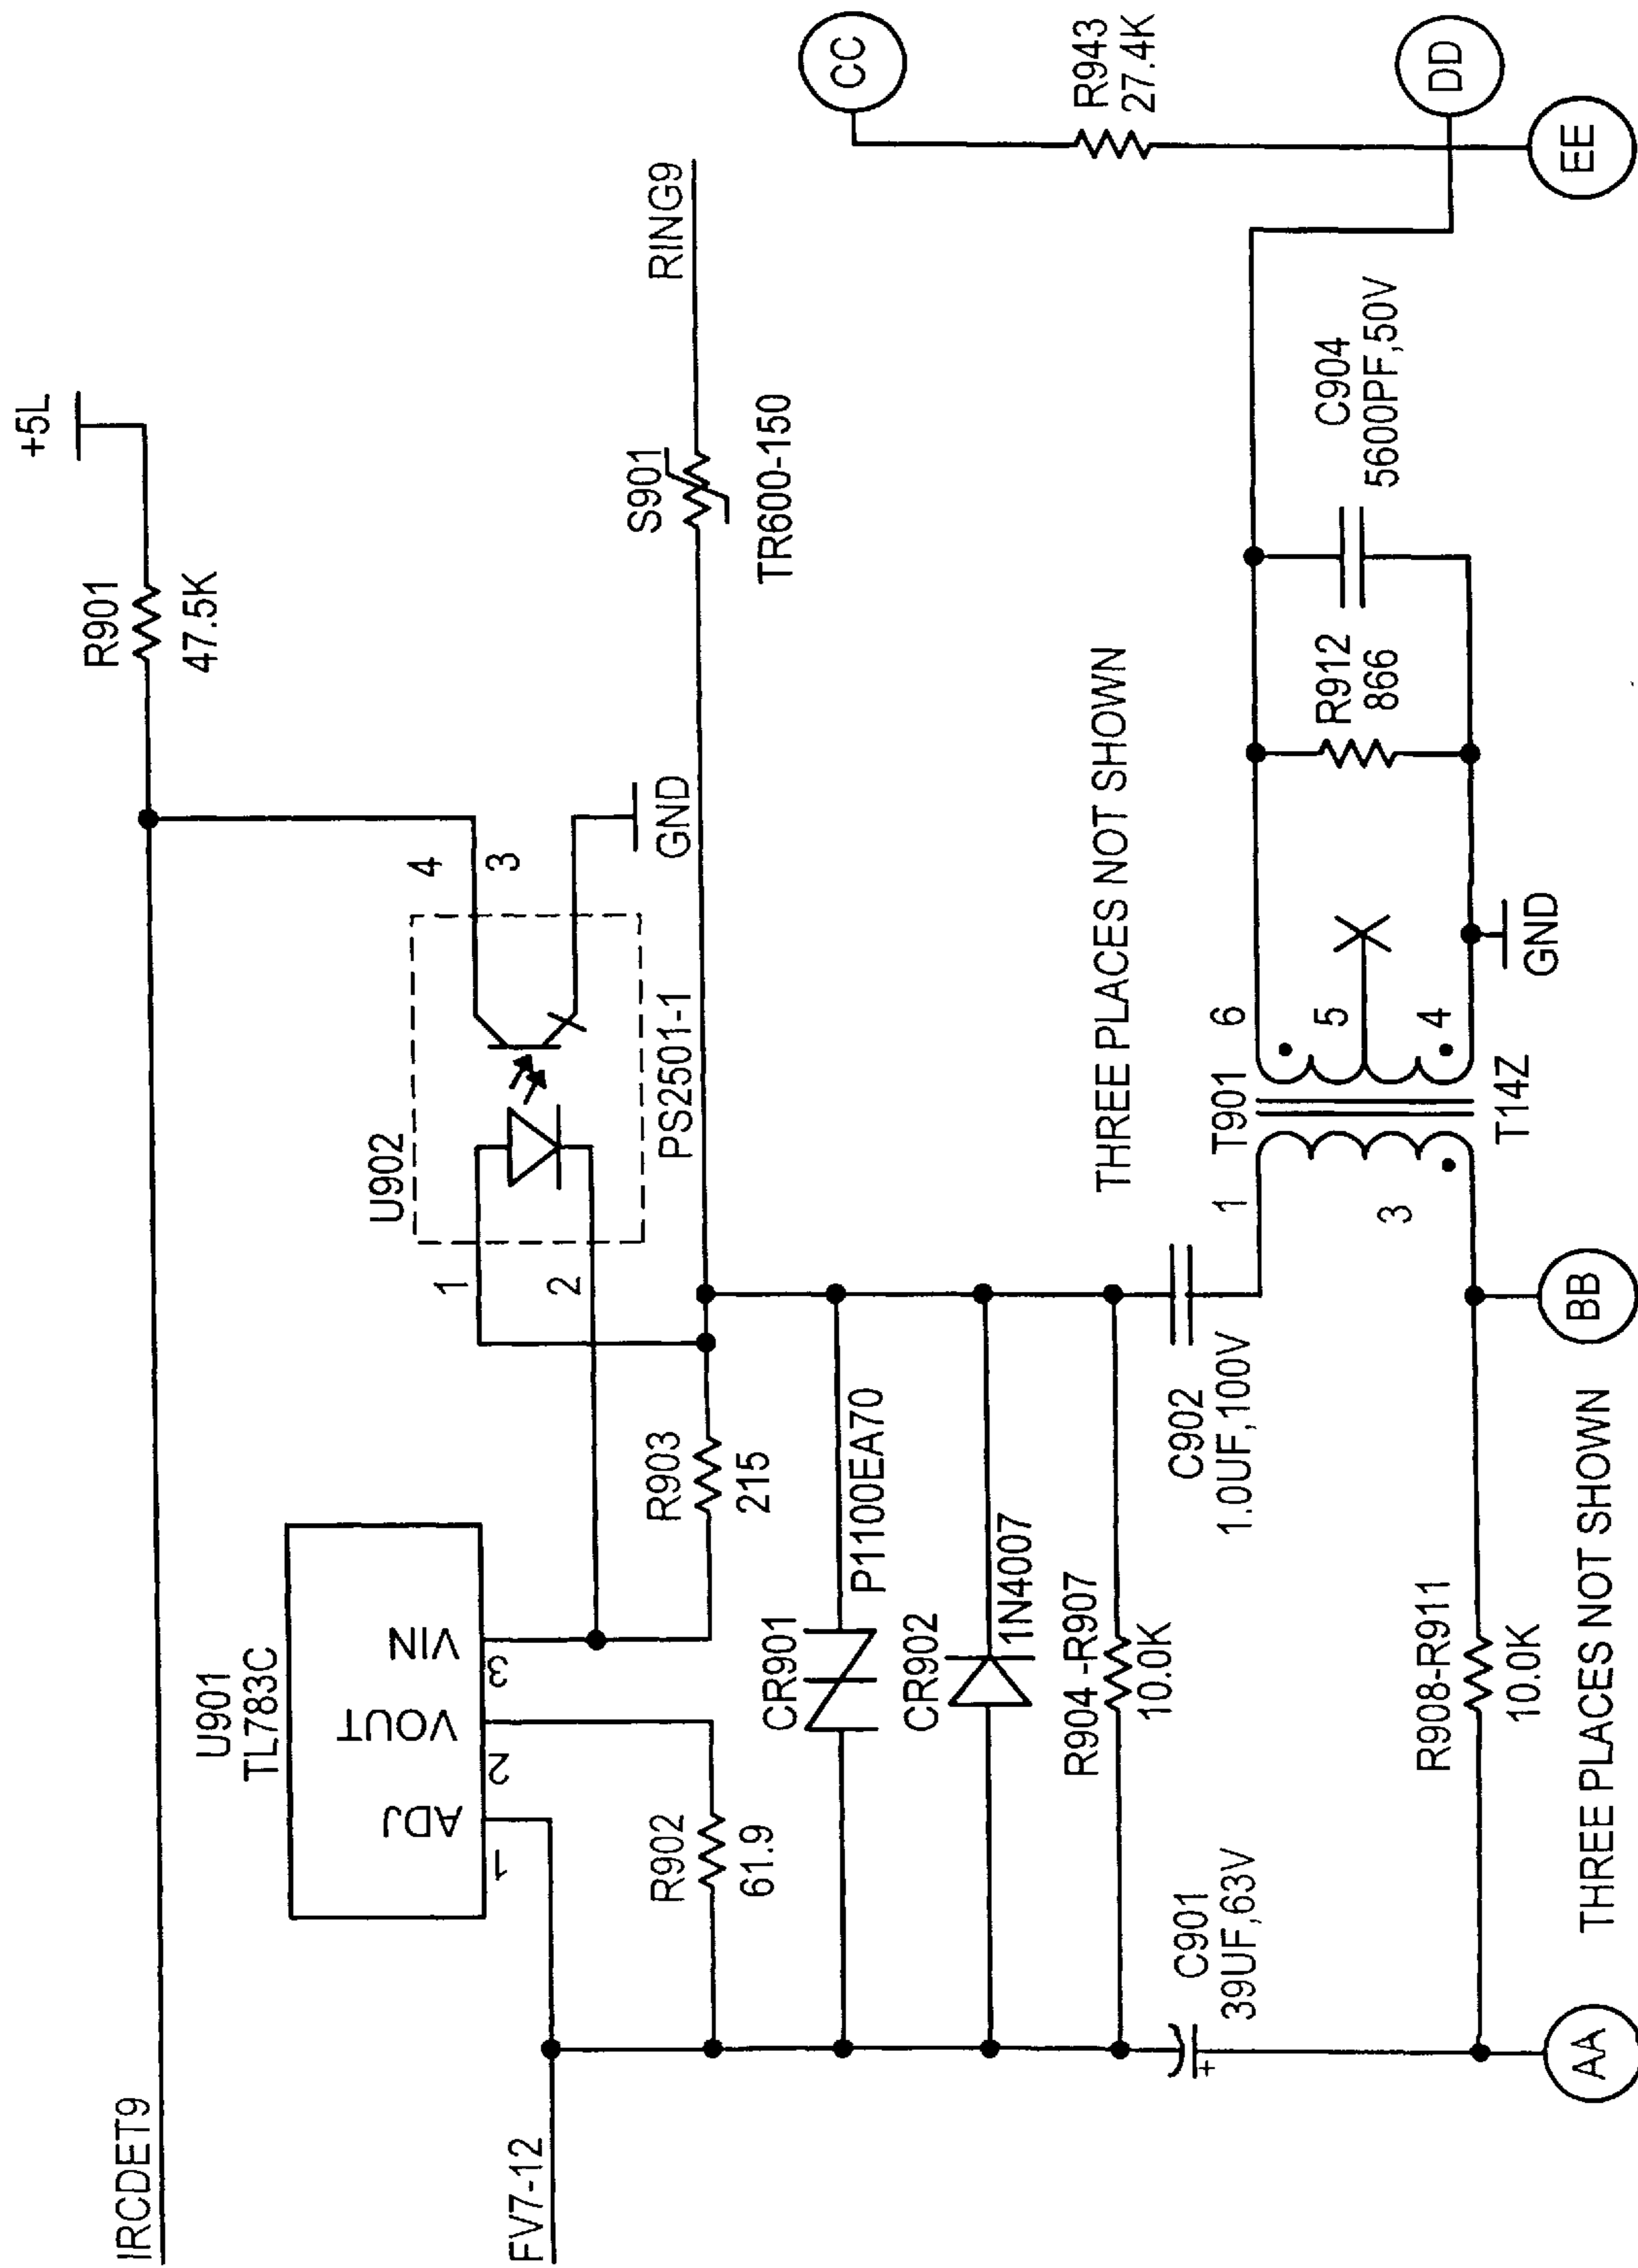 IRCDET9
+5L
R901
47.5K
U901
TL783C
ADJ
VOUT
VIN
1
2
3
U902
1
2
4
3
PS2501-1
GND
FV7-12
R902
61.9
R903
215
S901
TR600-150
RING9
CR901
P1100EA70
CR902
1N4007
R904-R907
10.0K
C901
39UF,63V
+
C902
1.0UF,100V
THREE PLACES NOT SHOWN
1
3
T901
T14Z
6
5
4
GND
R912
866
C904
5600PF,50V
CC
R943
27.4K
DD
EE
R908-R911
10.0K
THREE PLACES NOT SHOWN
AA
BB